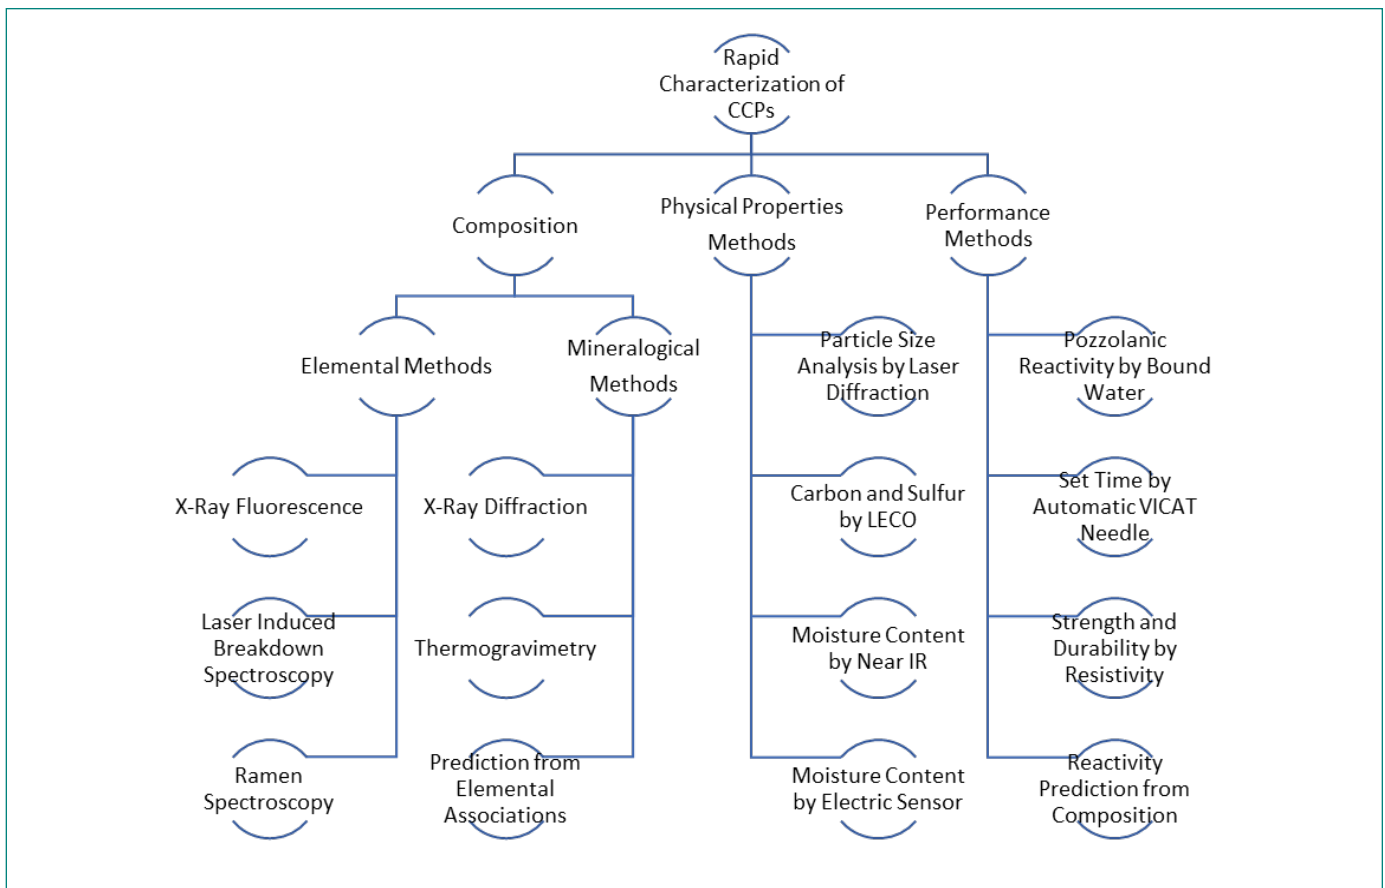 Rapid
Characterization of
CCPs
Composition
Physical Properties
Methods
Performance
Methods
Elemental Methods
Mineralogical
Methods
Particle Size
Analysis by Laser
Diffraction
Pozzolanic
Reactivity by Bound
Water
X-Ray Fluorescence
X-Ray Diffraction
Carbon and Sulfur
by LECO
Set Time by
Automatic VICAT
Needle
Laser Induced
Breakdown
Spectroscopy
Thermogravimetry
Moisture Content
by Near IR
Strength and
Durability by
Resistivity
Ramen
Spectroscopy
Prediction from
Elemental
Associations
Moisture Content
by Electric Sensor
Reactivity
Prediction from
Composition